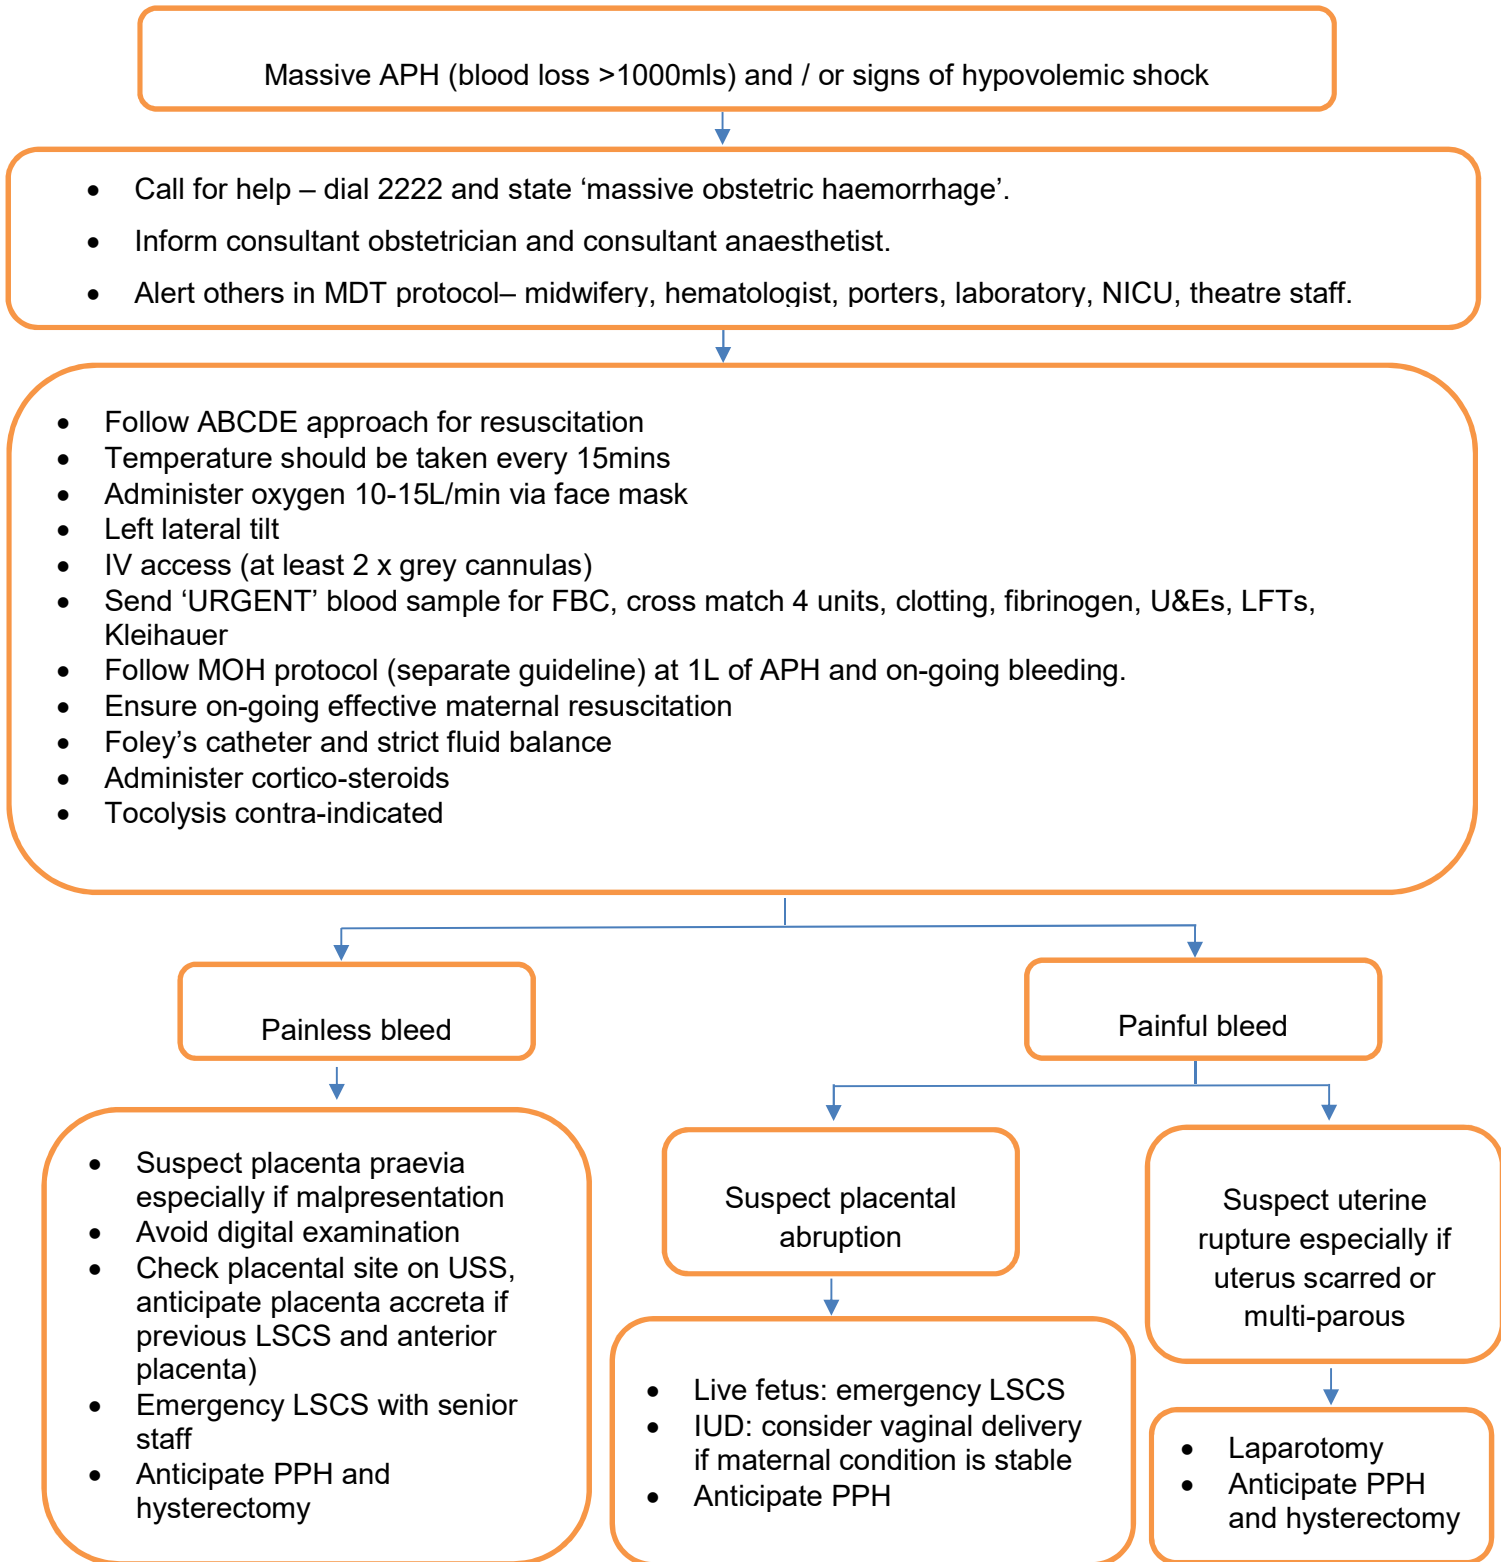 Massive APH (blood loss >1000mls) and / or signs of hypovolemic shock
• Call for help – dial 2222 and state ‘massive obstetric haemorrhage’.
• Inform consultant obstetrician and consultant anaesthetist.
• Alert others in MDT protocol– midwifery, hematologist, porters, laboratory, NICU, theatre staff.
• Follow ABCDE approach for resuscitation
• Temperature should be taken every 15mins
• Administer oxygen 10-15L/min via face mask
• Left lateral tilt
• IV access (at least 2 x grey cannulas)
• Send ‘URGENT’ blood sample for FBC, cross match 4 units, clotting, fibrinogen, U&Es, LFTs,
Kleihauer
• Follow MOH protocol (separate guideline) at 1L of APH and on-going bleeding.
• Ensure on-going effective maternal resuscitation
• Foley’s catheter and strict fluid balance
• Administer cortico-steroids
• Tocolysis contra-indicated
Painless bleed
• Suspect placenta praevia
especially if malpresentation
• Avoid digital examination
• Check placental site on USS,
anticipate placenta accreta if
previous LSCS and anterior
placenta)
• Emergency LSCS with senior
staff
• Anticipate PPH and
hysterectomy
Painful bleed
Suspect placental
abruption
• Live fetus: emergency LSCS
• IUD: consider vaginal delivery
if maternal condition is stable
• Anticipate PPH
Suspect uterine
rupture especially if
uterus scarred or
multi-parous
• Laparotomy
• Anticipate PPH
and hysterectomy